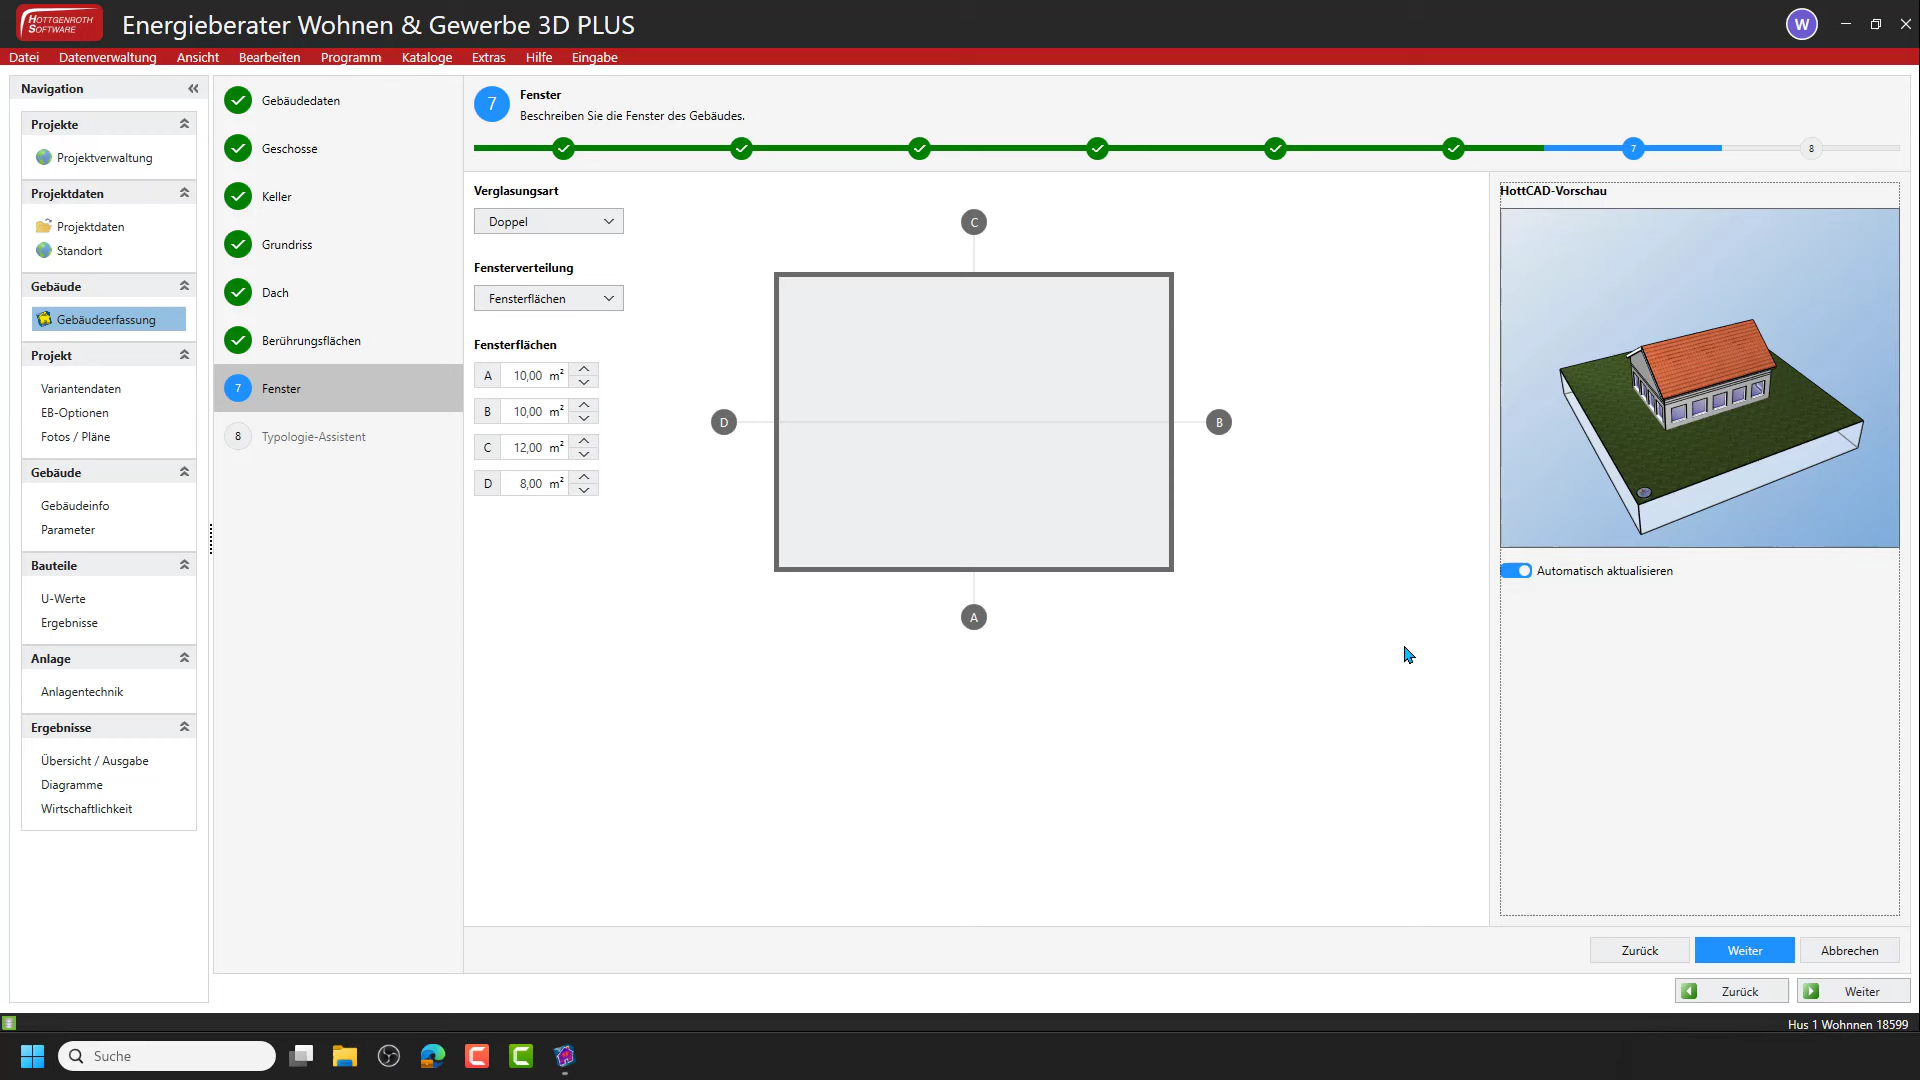 HOTTGENROTH
SOFTWARE
Energieberater Wohnen & Gewerbe 3D PLUS
W
Datei Datenverwaltung Ansicht Bearbeiten Programm Kataloge Extras Hilfe Eingabe
Navigation
Projekte
Projektverwaltung
Projektdaten
Projektdaten
Standort
Gebäude
Gebäudeerfassung
Projekt
Variantendaten
EB-Optionen
Fotos / Pläne
Gebäude
Gebäudeinfo
Parameter
Bauteile
U-Werte
Ergebnisse
Anlage
Anlagentechnik
Ergebnisse
Übersicht / Ausgabe
Diagramme
Wirtschaftlichkeit
Gebäudedaten
Geschosse
Keller
Grundriss
Dach
Berührungsflächen
7 Fenster
8 Typologie-Assistent
7 Fenster
Beschreiben Sie die Fenster des Gebäudes.
7 8
Verglasungsart
Doppel
Fensterverteilung
Fensterflächen
Fensterflächen
A 10,00 m²
B 10,00 m²
C 12,00 m²
D 8,00 m²
C
D
B
A
HottCAD-Vorschau
Automatisch aktualisieren
Zurück Weiter Abbrechen
Zurück Weiter
Hus 1 Wohnnen 18599
Suche